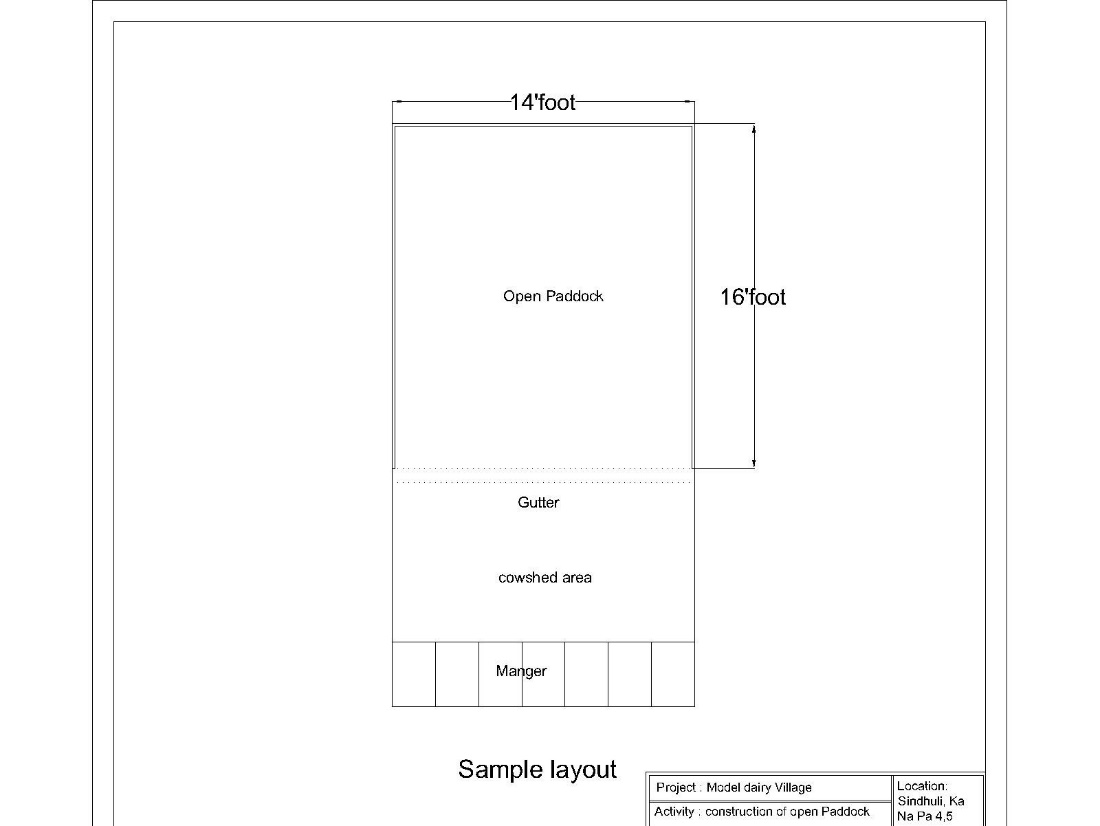 14'foot
Open Paddock
16'foot
Gutter
cowshed area
Manger
Sample layout
Project : Model dairy Village
Activity : construction of open Paddock
Location:
Sindhuli, Ka
Na Pa 4,5